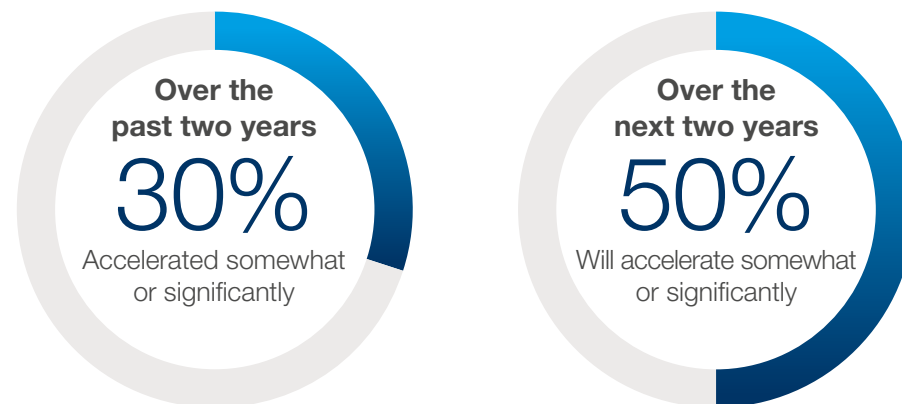 Over the
past two years
30%
Accelerated somewhat
or significantly
Over the
next two years
50%
Will accelerate somewhat
or significantly